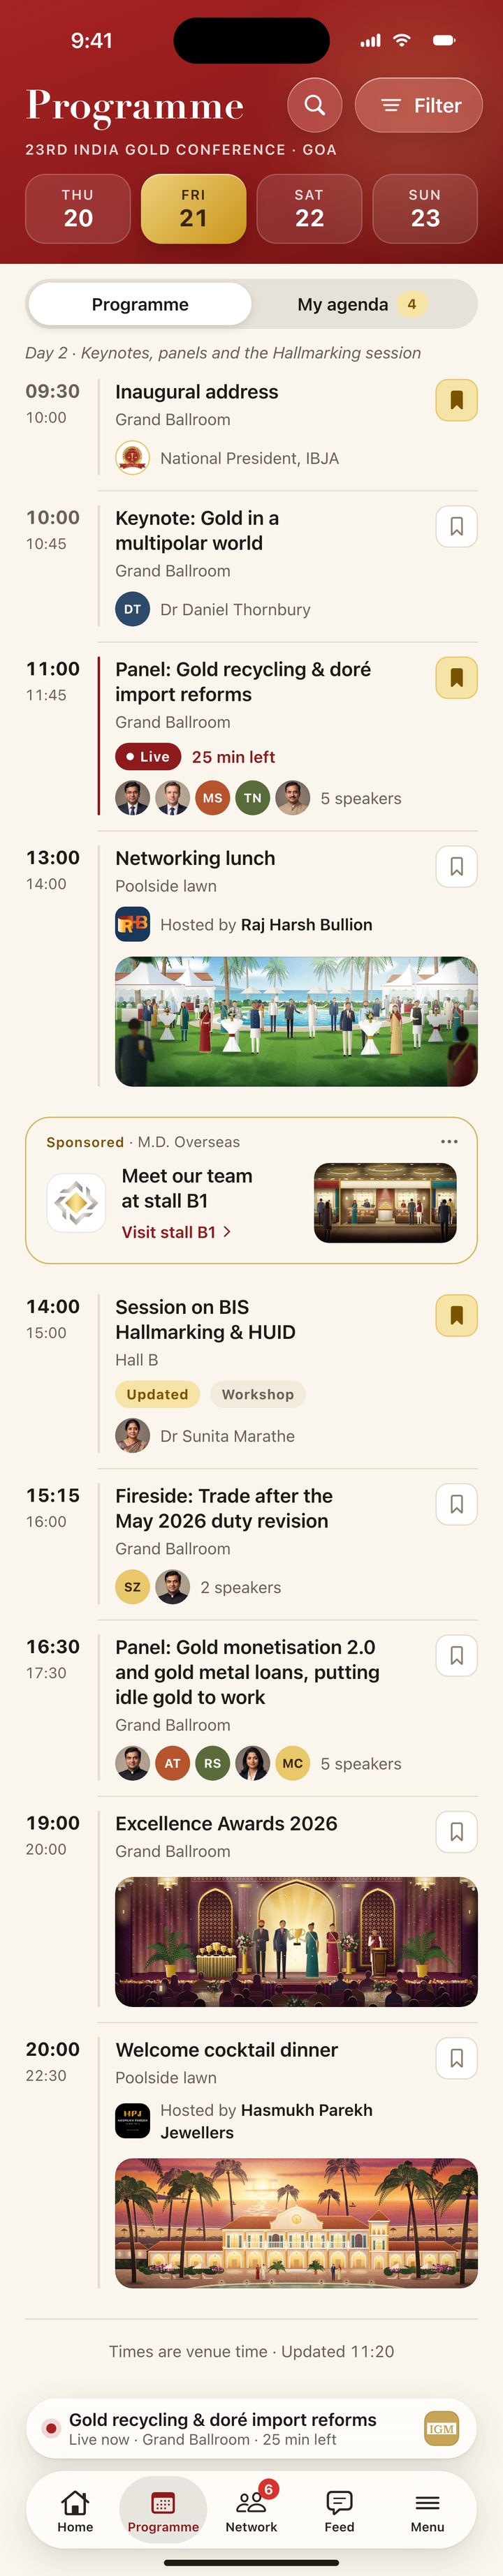 9:41
Programme
Filter
23RD INDIA GOLD CONFERENCE · GOA
THU
20
FRI
21
SAT
22
SUN
23
Programme
My agenda 4
Day 2 · Keynotes, panels and the Hallmarking session
09:30
10:00
Inaugural address
Grand Ballroom
National President, IBJA
10:00
10:45
Keynote: Gold in a
multipolar world
Grand Ballroom
DT
Dr Daniel Thornbury
11:00
11:45
Panel: Gold recycling & doré
import reforms
Grand Ballroom
Live
25 min left
MS
TN
5 speakers
13:00
14:00
Networking lunch
Poolside lawn
RHB
Hosted by Raj Harsh Bullion
Sponsored · M.D. Overseas
Meet our team
at stall B1
Visit stall B1
14:00
15:00
Session on BIS
Hallmarking & HUID
Hall B
Updated
Workshop
Dr Sunita Marathe
15:15
16:00
Fireside: Trade after the
May 2026 duty revision
Grand Ballroom
SZ
2 speakers
16:30
17:30
Panel: Gold monetisation 2.0
and gold metal loans, putting
idle gold to work
Grand Ballroom
AT
RS
MC
5 speakers
19:00
20:00
Excellence Awards 2026
Grand Ballroom
20:00
22:30
Welcome cocktail dinner
Poolside lawn
HPJ
Hosted by Hasmukh Parekh
Jewellers
Times are venue time · Updated 11:20
Gold recycling & doré import reforms
Live now · Grand Ballroom · 25 min left
IGM
6
Home
Programme
Network
Feed
Menu